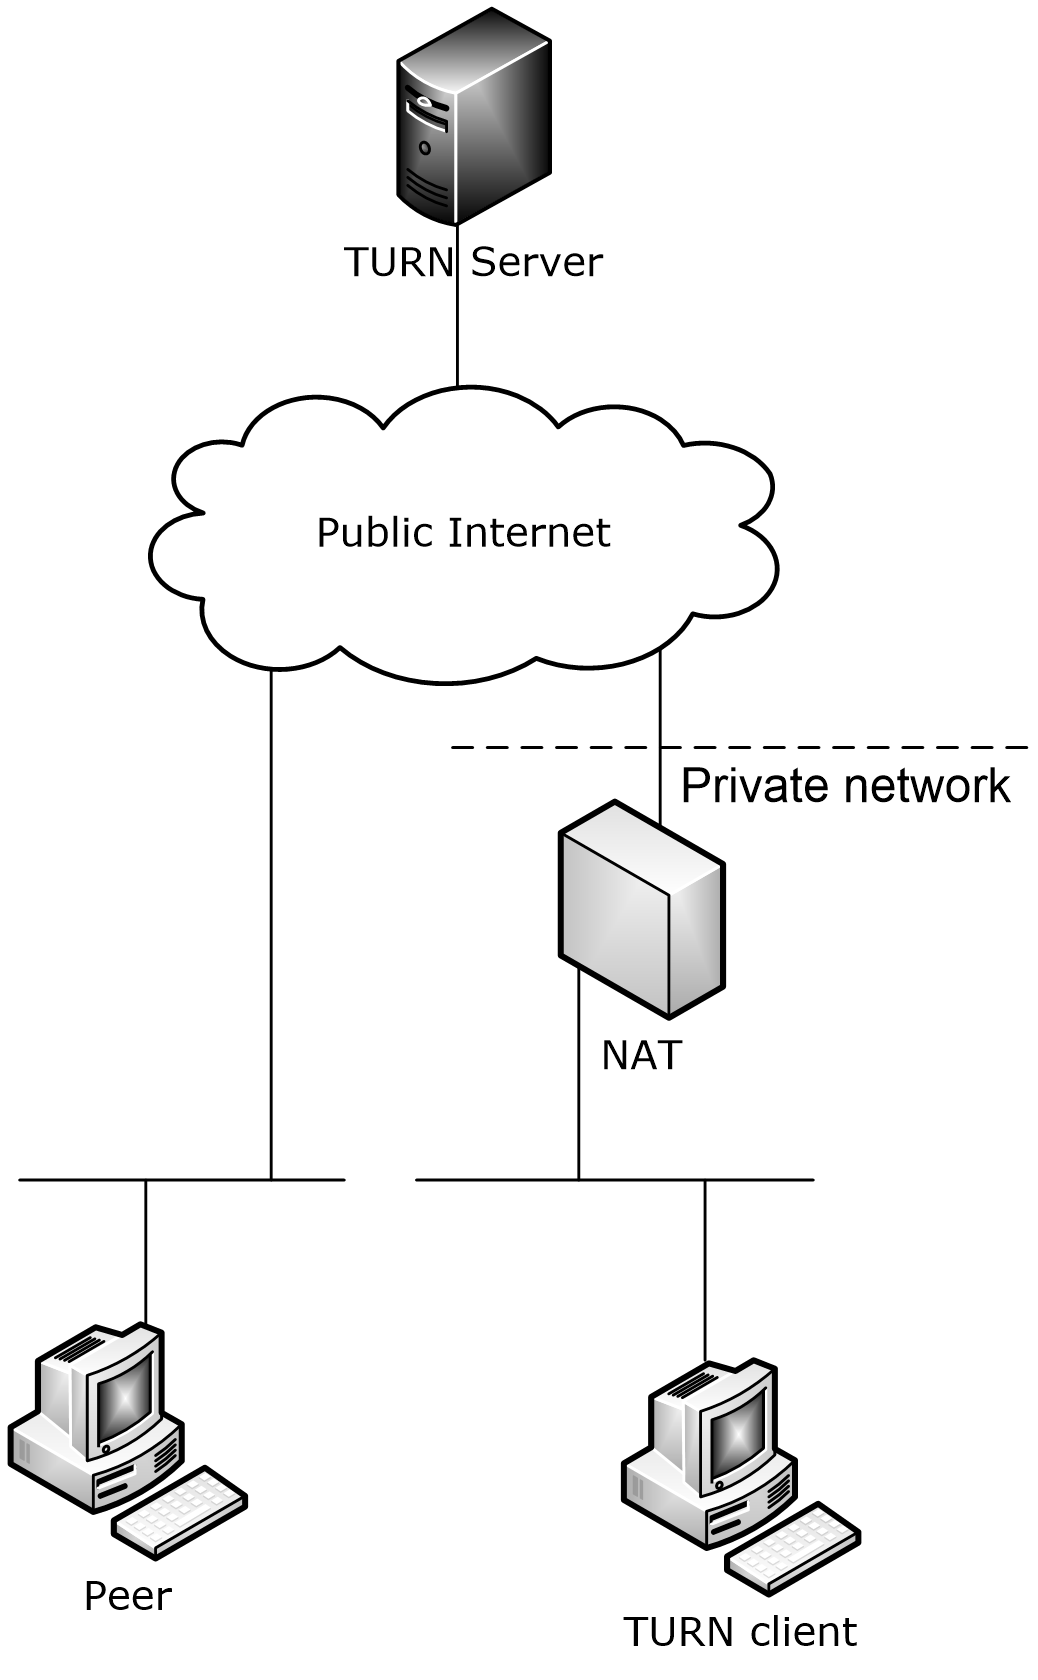 TURN Server
Public Internet
Private network
NAT
Peer
TURN client